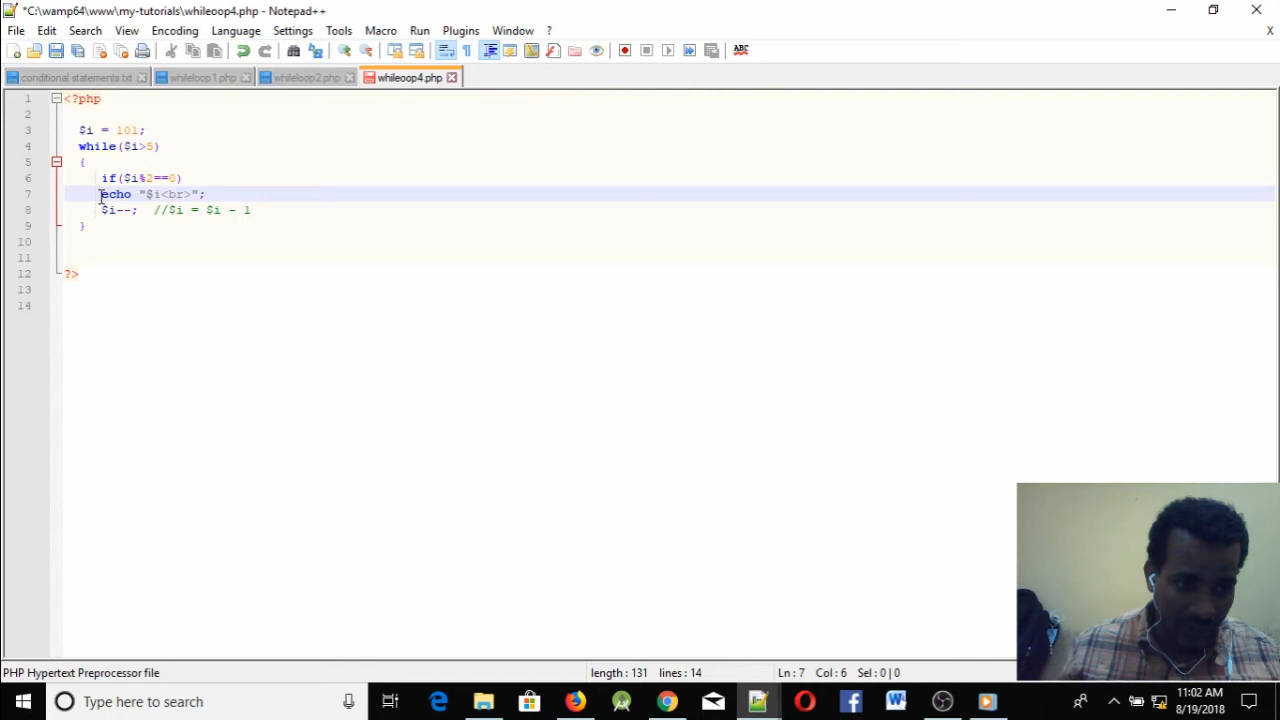 *C:\wamp64\www\my-tutorials\whileoop4.php - Notepad++
File Edit Search View Encoding Language Settings Tools Macro Run Plugins Window ? X
conditional statements.txt whileloop1.php whileloop2.php whileoop4.php
1 <?php
2
3 $i = 101;
4 while($i>5)
5 {
6 if($i%2==0)
7 echo "$i<br>";
8 $i--; //$i = $i - 1
9 }
10
11
12 ?>
13
14
PHP Hypertext Preprocessor file length : 131 lines : 14 Ln : 7 Col : 6 Sel : 0 | 0
Type here to search
11:02 AM
8/19/2018